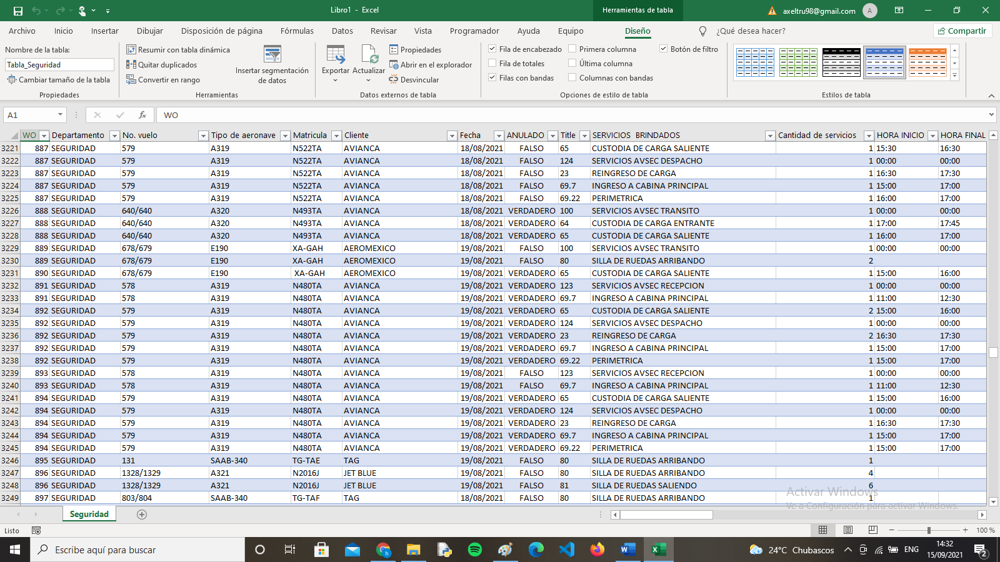 Libro1 - Excel
Herramientas de tabla
axeltru98@gmail.com
A
Archivo Inicio Insertar Dibujar Disposición de página Fórmulas Datos Revisar Vista Programador Ayuda Equipo Diseño ¿Qué desea hacer? Compartir
Nombre de la tabla:
Tabla_Seguridad
Cambiar tamaño de la tabla
Propiedades
Resumir con tabla dinámica
Quitar duplicados
Convertir en rango
Insertar segmentación
de datos
Herramientas
Exportar
Actualizar
Propiedades
Abrir en el explorador
Desvincular
Datos externos de tabla
Fila de encabezado
Fila de totales
Filas con bandas
Primera columna
Última columna
Columnas con bandas
Botón de filtro
Opciones de estilo de tabla
Estilos de tabla
A1 fx WO
WO Departamento No. vuelo Tipo de aeronave Matricula Cliente Fecha ANULADO Title SERVICIOS BRINDADOS Cantidad de servicios HORA INICIO HORA FINAL
3221 887 SEGURIDAD 579 A319 N522TA AVIANCA 18/08/2021 FALSO 65 CUSTODIA DE CARGA SALIENTE 1 15:30 16:30
3222 887 SEGURIDAD 579 A319 N522TA AVIANCA 18/08/2021 FALSO 124 SERVICIOS AVSEC DESPACHO 1 00:00 00:00
3223 887 SEGURIDAD 579 A319 N522TA AVIANCA 18/08/2021 FALSO 23 REINGRESO DE CARGA 1 16:30 17:30
3224 887 SEGURIDAD 579 A319 N522TA AVIANCA 18/08/2021 FALSO 69.7 INGRESO A CABINA PRINCIPAL 1 15:00 17:00
3225 887 SEGURIDAD 579 A319 N522TA AVIANCA 18/08/2021 FALSO 69.22 PERIMETRICA 1 16:00 17:00
3226 888 SEGURIDAD 640/640 A320 N493TA AVIANCA 18/08/2021 VERDADERO 100 SERVICIOS AVSEC TRANSITO 1 00:00 00:00
3227 888 SEGURIDAD 640/640 A320 N493TA AVIANCA 18/08/2021 VERDADERO 64 CUSTODIA DE CARGA ENTRANTE 1 17:00 17:45
3228 888 SEGURIDAD 640/640 A320 N493TA AVIANCA 18/08/2021 VERDADERO 65 CUSTODIA DE CARGA SALIENTE 1 16:00 17:00
3229 889 SEGURIDAD 678/679 E190 XA-GAH AEROMEXICO 19/08/2021 FALSO 100 SERVICIOS AVSEC TRANSITO 1 00:00 00:00
3230 889 SEGURIDAD 678/679 E190 XA-GAH AEROMEXICO 19/08/2021 FALSO 80 SILLA DE RUEDAS ARRIBANDO 2
3231 890 SEGURIDAD 678/679 E190 XA-GAH AEROMEXICO 19/08/2021 VERDADERO 65 CUSTODIA DE CARGA SALIENTE 1 15:00 16:00
3232 891 SEGURIDAD 578 A319 N480TA AVIANCA 19/08/2021 VERDADERO 123 SERVICIOS AVSEC RECEPCION 1 00:00 00:00
3233 891 SEGURIDAD 578 A319 N480TA AVIANCA 19/08/2021 VERDADERO 69.7 INGRESO A CABINA PRINCIPAL 1 11:00 12:30
3234 892 SEGURIDAD 579 A319 N480TA AVIANCA 19/08/2021 VERDADERO 65 CUSTODIA DE CARGA SALIENTE 2 15:00 16:00
3235 892 SEGURIDAD 579 A319 N480TA AVIANCA 19/08/2021 VERDADERO 124 SERVICIOS AVSEC DESPACHO 1 00:00 00:00
3236 892 SEGURIDAD 579 A319 N480TA AVIANCA 19/08/2021 VERDADERO 23 REINGRESO DE CARGA 2 16:30 17:30
3237 892 SEGURIDAD 579 A319 N480TA AVIANCA 19/08/2021 VERDADERO 69.7 INGRESO A CABINA PRINCIPAL 1 15:00 17:00
3238 892 SEGURIDAD 579 A319 N480TA AVIANCA 19/08/2021 VERDADERO 69.22 PERIMETRICA 1 15:00 17:00
3239 893 SEGURIDAD 578 A319 N480TA AVIANCA 19/08/2021 FALSO 123 SERVICIOS AVSEC RECEPCION 1 00:00 00:00
3240 893 SEGURIDAD 578 A319 N480TA AVIANCA 19/08/2021 FALSO 69.7 INGRESO A CABINA PRINCIPAL 1 11:00 12:30
3241 894 SEGURIDAD 579 A319 N480TA AVIANCA 19/08/2021 VERDADERO 65 CUSTODIA DE CARGA SALIENTE 1 15:00 16:00
3242 894 SEGURIDAD 579 A319 N480TA AVIANCA 19/08/2021 VERDADERO 124 SERVICIOS AVSEC DESPACHO 1 00:00 00:00
3243 894 SEGURIDAD 579 A319 N480TA AVIANCA 19/08/2021 VERDADERO 23 REINGRESO DE CARGA 1 16:30 17:30
3244 894 SEGURIDAD 579 A319 N480TA AVIANCA 19/08/2021 VERDADERO 69.7 INGRESO A CABINA PRINCIPAL 1 15:00 17:00
3245 894 SEGURIDAD 579 A319 N480TA AVIANCA 19/08/2021 VERDADERO 69.22 PERIMETRICA 1 15:00 17:00
3246 895 SEGURIDAD 131 SAAB-340 TG-TAE TAG 19/08/2021 FALSO 80 SILLA DE RUEDAS ARRIBANDO 1
3247 896 SEGURIDAD 1328/1329 A321 N2016J JET BLUE 19/08/2021 FALSO 80 SILLA DE RUEDAS ARRIBANDO 4
3248 896 SEGURIDAD 1328/1329 A321 N2016J JET BLUE 19/08/2021 FALSO 81 SILLA DE RUEDAS SALIENDO 6
3249 897 SEGURIDAD 803/804 SAAB-340 TG-TAF TAG 18/08/2021 FALSO 80 SILLA DE RUEDAS ARRIBANDO 1
Activar Windows
Ve a Configuración para activar Windows.
Seguridad
Listo
100 %
Escribe aquí para buscar
24°C Chubascos
ENG
14:32
15/09/2021
2